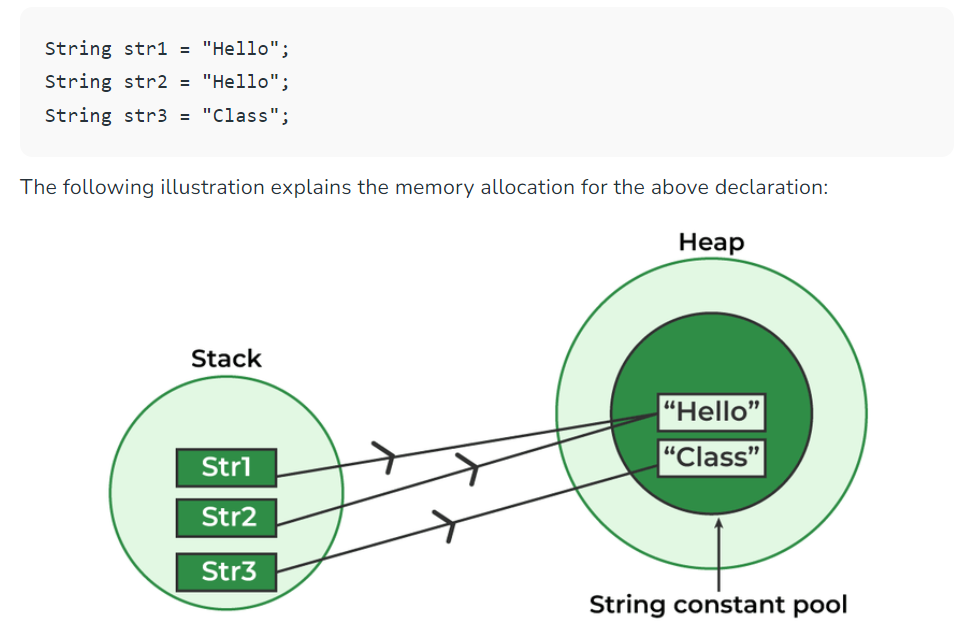 String str1 = "Hello";
String str2 = "Hello";
String str3 = "Class";
The following illustration explains the memory allocation for the above declaration:
Heap
Stack
“Hello”
“Class”
Str1
Str2
Str3
String constant pool